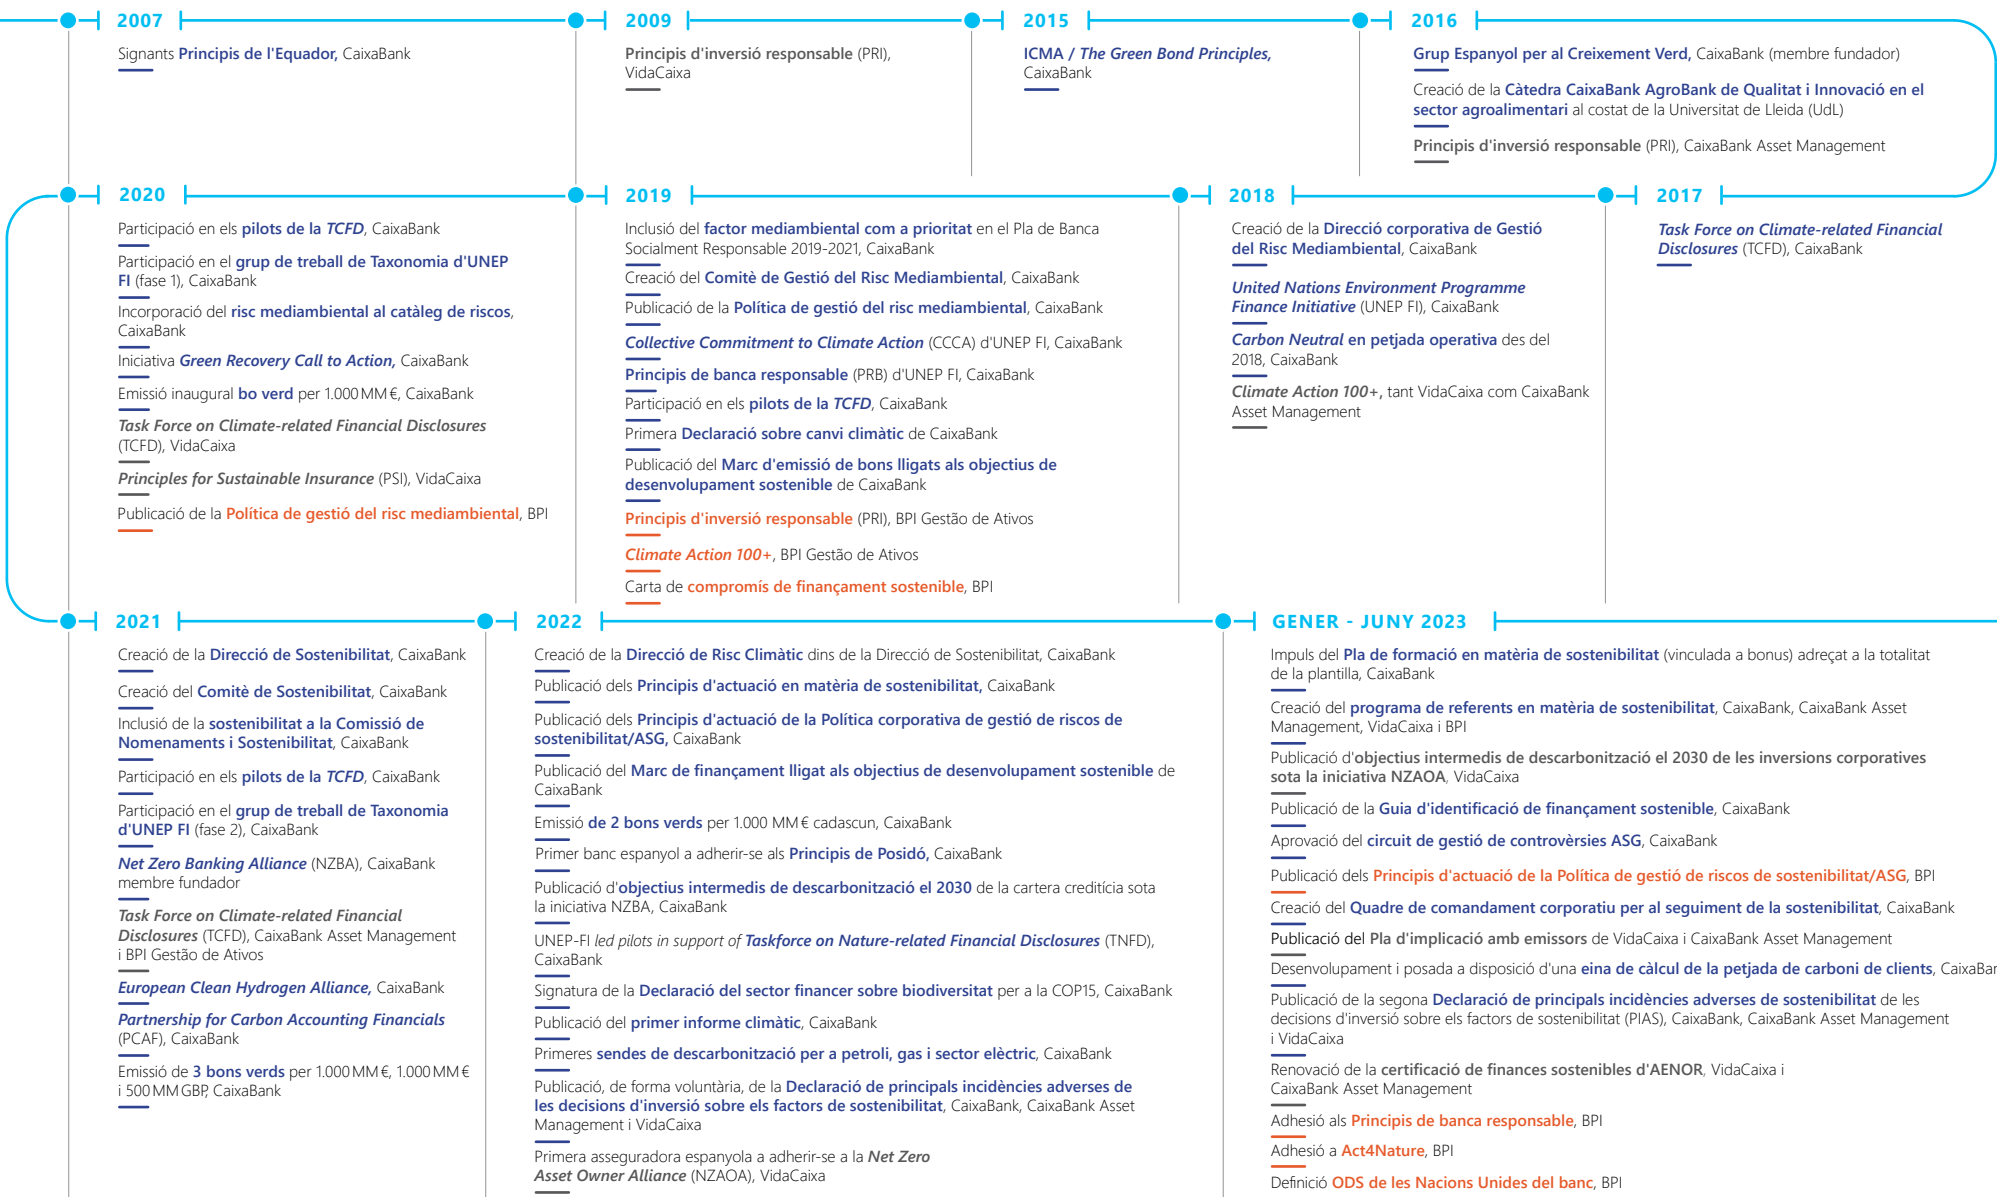 2007
Signants Principis de l'Equador, CaixaBank
2009
Principis d'inversió responsable (PRI),
VidaCaixa
2015
ICMA / The Green Bond Principles,
CaixaBank
2016
Grup Espanyol per al Creixement Verd, CaixaBank (membre fundador)
Creació de la Càtedra CaixaBank AgroBank de Qualitat i Innovació en el
sector agroalimentari al costat de la Universitat de Lleida (UdL)
Principis d'inversió responsable (PRI), CaixaBank Asset Management
2020
Participació en els pilots de la TCFD, CaixaBank
Participació en el grup de treball de Taxonomia d'UNEP
FI (fase 1), CaixaBank
Incorporació del risc mediambiental al catàleg de riscos,
CaixaBank
Iniciativa Green Recovery Call to Action, CaixaBank
Emissió inaugural bo verd per 1.000 MM €, CaixaBank
Task Force on Climate-related Financial Disclosures
(TCFD), VidaCaixa
Principles for Sustainable Insurance (PSI), VidaCaixa
Publicació de la Política de gestió del risc mediambiental, BPI
2019
Inclusió del factor mediambiental com a prioritat en el Pla de Banca
Socialment Responsable 2019-2021, CaixaBank
Creació del Comitè de Gestió del Risc Mediambiental, CaixaBank
Publicació de la Política de gestió del risc mediambiental, CaixaBank
Collective Commitment to Climate Action (CCCA) d'UNEP FI, CaixaBank
Principis de banca responsable (PRB) d'UNEP FI, CaixaBank
Participació en els pilots de la TCFD, CaixaBank
Primera Declaració sobre canvi climàtic de CaixaBank
Publicació del Marc d'emissió de bons lligats als objectius de
desenvolupament sostenible de CaixaBank
Principis d'inversió responsable (PRI), BPI Gestão de Ativos
Climate Action 100+, BPI Gestão de Ativos
Carta de compromís de finançament sostenible, BPI
2018
Creació de la Direcció corporativa de Gestió
del Risc Mediambiental, CaixaBank
United Nations Environment Programme
Finance Initiative (UNEP FI), CaixaBank
Carbon Neutral en petjada operativa des del
2018, CaixaBank
Climate Action 100+, tant VidaCaixa com CaixaBank
Asset Management
2017
Task Force on Climate-related Financial
Disclosures (TCFD), CaixaBank
2021
Creació de la Direcció de Sostenibilitat, CaixaBank
Creació del Comitè de Sostenibilitat, CaixaBank
Inclusió de la sostenibilitat a la Comissió de
Nomenaments i Sostenibilitat, CaixaBank
Participació en els pilots de la TCFD, CaixaBank
Participació en el grup de treball de Taxonomia
d'UNEP FI (fase 2), CaixaBank
Net Zero Banking Alliance (NZBA), CaixaBank
membre fundador
Task Force on Climate-related Financial
Disclosures (TCFD), CaixaBank Asset Management
i BPI Gestão de Ativos
European Clean Hydrogen Alliance, CaixaBank
Partnership for Carbon Accounting Financials
(PCAF), CaixaBank
Emissió de 3 bons verds per 1.000 MM €, 1.000 MM €
i 500 MM GBP, CaixaBank
2022
Creació de la Direcció de Risc Climàtic dins de la Direcció de Sostenibilitat, CaixaBank
Publicació dels Principis d'actuació en matèria de sostenibilitat, CaixaBank
Publicació dels Principis d'actuació de la Política corporativa de gestió de riscos de
sostenibilitat/ASG, CaixaBank
Publicació del Marc de finançament lligat als objectius de desenvolupament sostenible de
CaixaBank
Emissió de 2 bons verds per 1.000 MM € cadascun, CaixaBank
Primer banc espanyol a adherir-se als Principis de Posidó, CaixaBank
Publicació d'objectius intermedis de descarbonització el 2030 de la cartera creditícia sota
la iniciativa NZBA, CaixaBank
UNEP-FI led pilots in support of Taskforce on Nature-related Financial Disclosures (TNFD),
CaixaBank
Signatura de la Declaració del sector financer sobre biodiversitat per a la COP15, CaixaBank
Publicació del primer informe climàtic, CaixaBank
Primeres sendes de descarbonització per a petroli, gas i sector elèctric, CaixaBank
Publicació, de forma voluntària, de la Declaració de principals incidències adverses de
les decisions d'inversió sobre els factors de sostenibilitat, CaixaBank, CaixaBank Asset
Management i VidaCaixa
Primera asseguradora espanyola a adherir-se a la Net Zero
Asset Owner Alliance (NZAOA), VidaCaixa
GENER - JUNY 2023
Impuls del Pla de formació en matèria de sostenibilitat (vinculada a bonus) adreçat a la totalitat
de la plantilla, CaixaBank
Creació del programa de referents en matèria de sostenibilitat, CaixaBank, CaixaBank Asset
Management, VidaCaixa i BPI
Publicació d'objectius intermedis de descarbonització el 2030 de les inversions corporatives
sota la iniciativa NZAOA, VidaCaixa
Publicació de la Guia d'identificació de finançament sostenible, CaixaBank
Aprovació del circuit de gestió de controvèrsies ASG, CaixaBank
Publicació dels Principis d'actuació de la Política de gestió de riscos de sostenibilitat/ASG, BPI
Creació del Quadre de comandament corporatiu per al seguiment de la sostenibilitat, CaixaBank
Publicació del Pla d'implicació amb emissors de VidaCaixa i CaixaBank Asset Management
Desenvolupament i posada a disposició d'una eina de càlcul de la petjada de carboni de clients, CaixaBan
Publicació de la segona Declaració de principals incidències adverses de sostenibilitat de les
decisions d'inversió sobre els factors de sostenibilitat (PIAS), CaixaBank, CaixaBank Asset Management
i VidaCaixa
Renovació de la certificació de finances sostenibles d'AENOR, VidaCaixa i
CaixaBank Asset Management
Adhesió als Principis de banca responsable, BPI
Adhesió a Act4Nature, BPI
Definició ODS de les Nacions Unides del banc, BPI